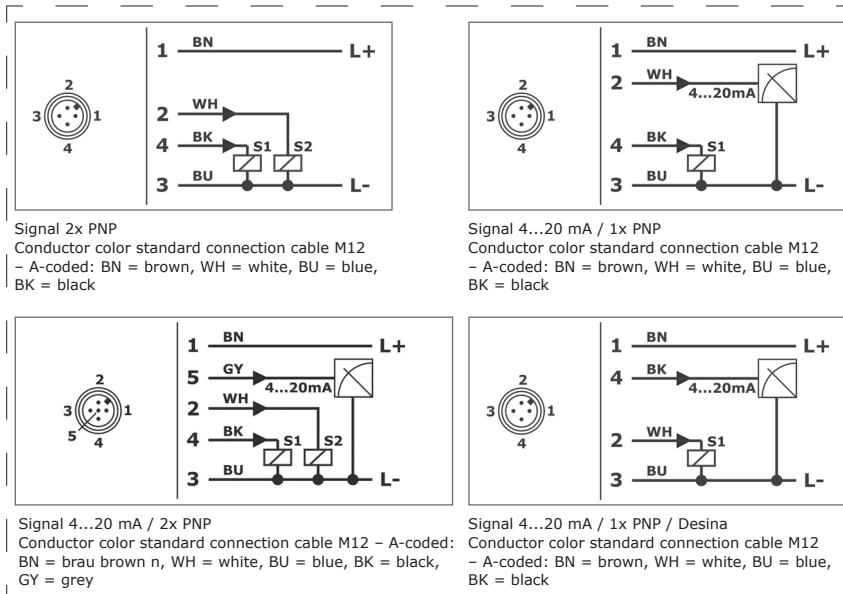 2
3
1
4
1 BN L+
2 WH
4 BK S1 S2
3 BU L-
Signal 2x PNP
Conductor color standard connection cable M12
– A-coded: BN = brown, WH = white, BU = blue,
BK = black
2
3
1
4
1 BN L+
2 WH 4...20mA
4 BK S1
3 BU L-
Signal 4...20 mA / 1x PNP
Conductor color standard connection cable M12
– A-coded: BN = brown, WH = white, BU = blue,
BK = black
2
3
1
5
4
1 BN L+
5 GY 4...20mA
2 WH
4 BK S1 S2
3 BU L-
Signal 4...20 mA / 2x PNP
Conductor color standard connection cable M12 – A-coded:
BN = brau brown n, WH = white, BU = blue, BK = black,
GY = grey
2
3
1
4
1 BN L+
4 BK 4...20mA
2 WH S1
3 BU L-
Signal 4...20 mA / 1x PNP / Desina
Conductor color standard connection cable M12
– A-coded: BN = brown, WH = white, BU = blue,
BK = black